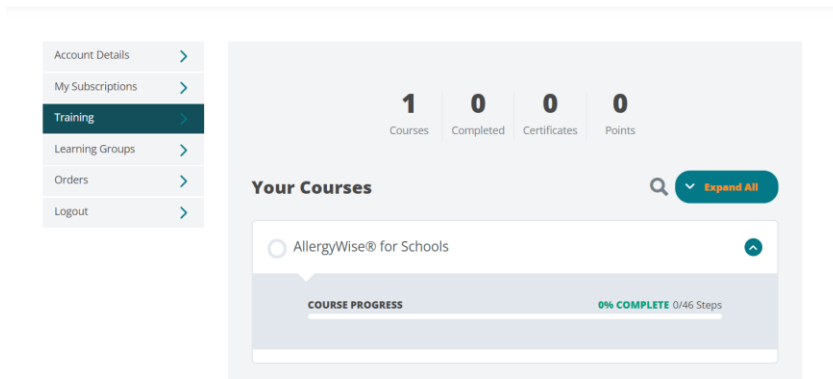 Account Details
My Subscriptions
Training
Learning Groups
Orders
Logout
1 0 0 0
Courses Completed Certificates Points
Your Courses
Expand All
AllergyWise® for Schools
COURSE PROGRESS 0% COMPLETE 0/46 Steps